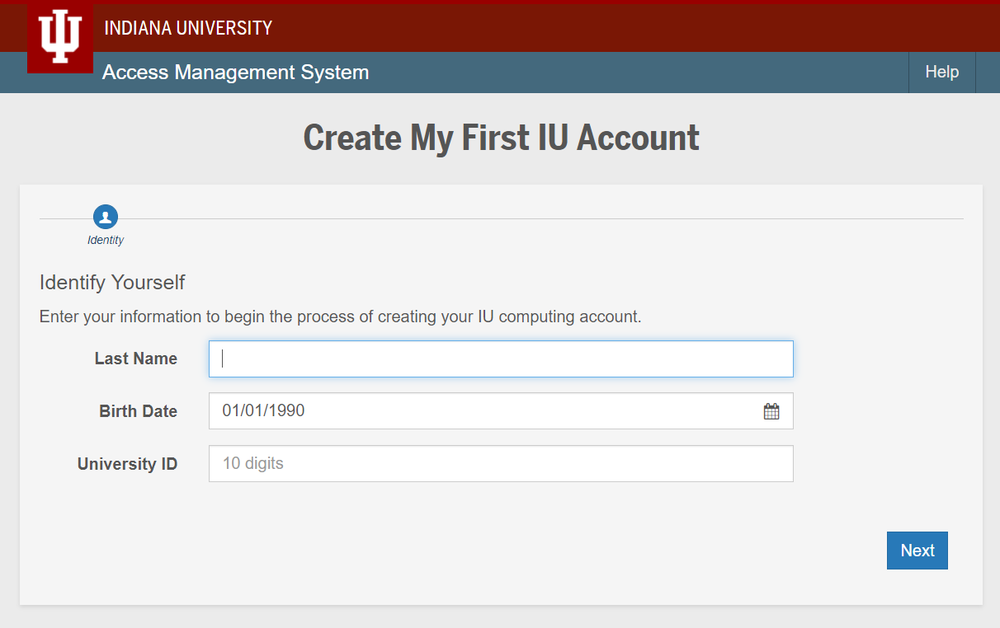 INDIANA UNIVERSITY
Access Management System
Help
Create My First IU Account
Identity
Identify Yourself
Enter your information to begin the process of creating your IU computing account.
Last Name
Birth Date 01/01/1990
University ID 10 digits
Next